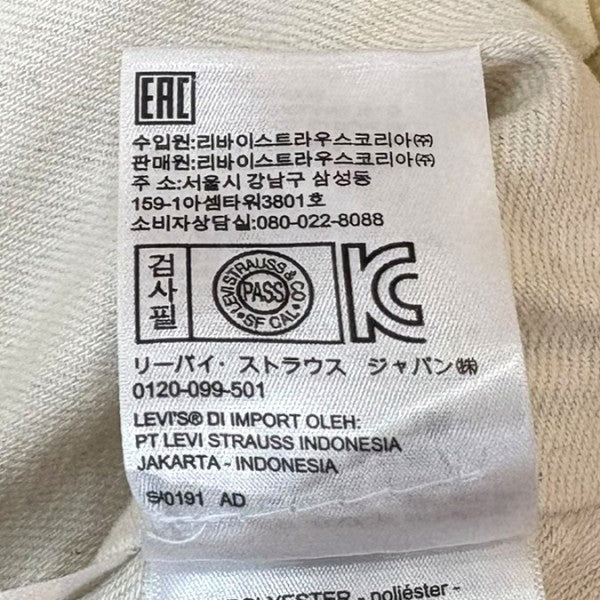 EAC
수입원:리바이스트라우스코리아㈜
판매원:리바이스트라우스코리아㈜
주 소:서울시 강남구 삼성동
159-1아셈타워3801호
소비자상담실:080-022-8088
검사필
LEVI STRAUSS & CO
PASS
SF CAL
KC
リーバイ・ストラウス ジャパン㈱
0120-099-501
LEVI'S® DI IMPORT OLEH:
PT LEVI STRAUSS INDONESIA
JAKARTA - INDONESIA
S/0191 AD
POLYESTER - poliéster -